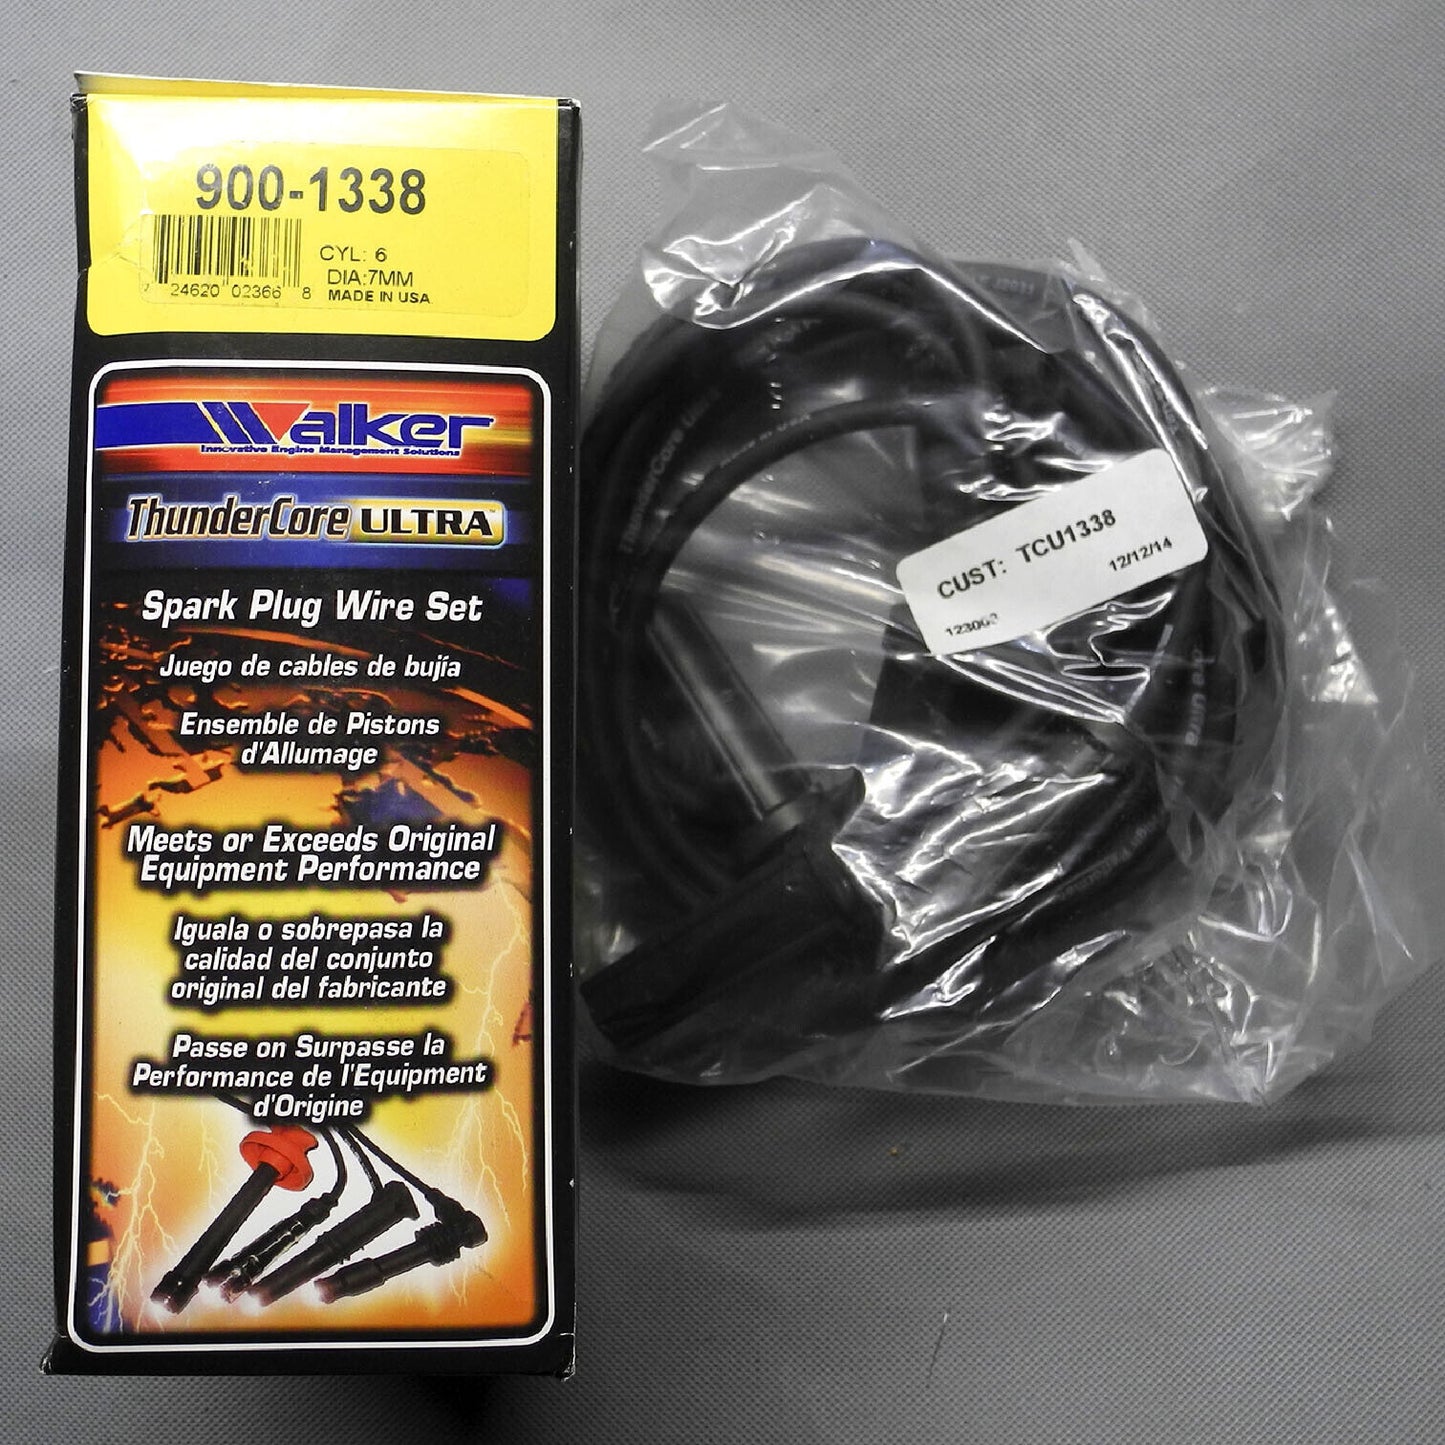 900-1338
CYL: 6
DIA:7MM
MADE IN USA
7 24620 02366 8
Walker
Innovative Engine Management Solutions
ThunderCore ULTRA™
Spark Plug Wire Set
Juego de cables de bujía
Ensemble de Pistons
d'Allumage
Meets or Exceeds Original
Equipment Performance
Iguala o sobrepasa la
calidad del conjunto
original del fabricante
Passe on Surpasse la
Performance de l'Equipment
d'Origine
CUST: TCU1338
12/12/14
ThunderCore Ultra